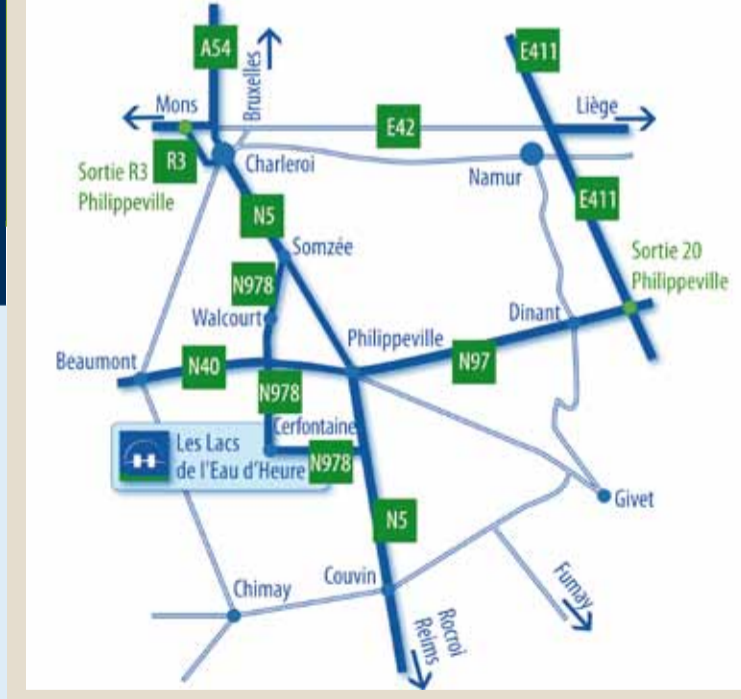 A54
Bruxelles
E411
Mons
Liège
E42
R3
Charleroi
Namur
Sortie R3
Philippeville
E411
N5
Somzée
Sortie 20
Philippeville
N978
Walcourt
Dinant
Philippeville
Beaumont
N40
N97
N978
Cerfontaine
Les Lacs
de l'Eau d'Heure
N978
Givet
N5
Couvin
Chimay
Fumay
Rocroi
Reims